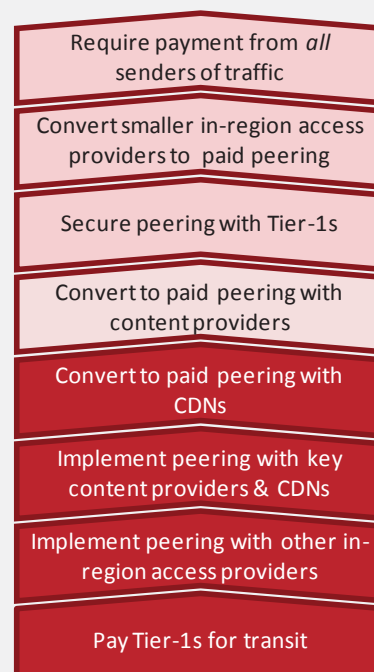 Require payment from all
senders of traffic
Convert smaller in-region access
providers to paid peering
Secure peering with Tier-1s
Convert to paid peering with
content providers
Convert to paid peering with
CDNs
Implement peering with key
content providers & CDNs
Implement peering with other in-
region access providers
Pay Tier-1s for transit